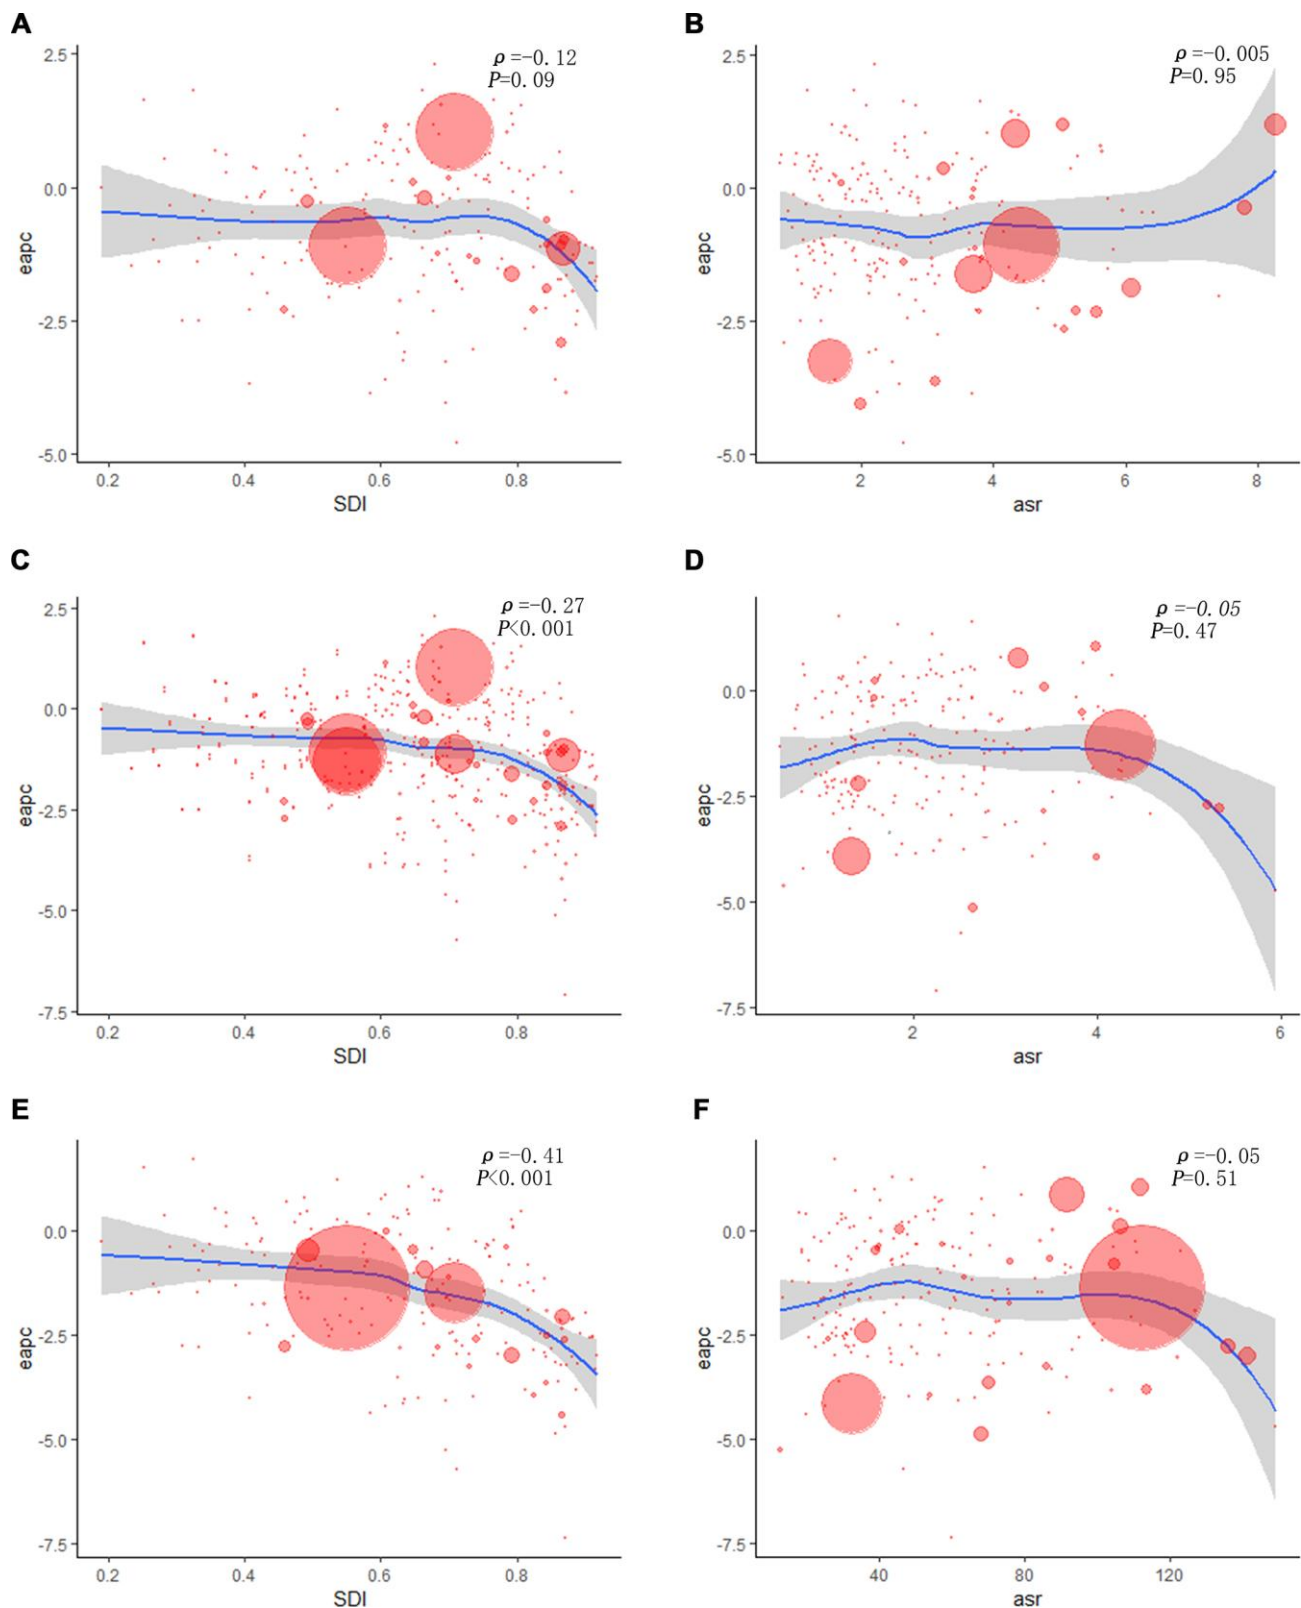 A
ρ=-0.12
P=0.09
2.5
0.0
-2.5
-5.0
eapc
0.2 0.4 0.6 0.8
SDI
B
ρ=-0.005
P=0.95
2.5
0.0
-2.5
-5.0
eapc
2 4 6 8
asr
C
ρ=-0.27
P<0.001
2.5
0.0
-2.5
-5.0
-7.5
eapc
0.2 0.4 0.6 0.8
SDI
D
ρ=-0.05
P=0.47
0.0
-2.5
-5.0
-7.5
eapc
2 4 6
asr
E
ρ=-0.41
P<0.001
0.0
-2.5
-5.0
-7.5
eapc
0.2 0.4 0.6 0.8
SDI
F
ρ=-0.05
P=0.51
0.0
-2.5
-5.0
-7.5
eapc
40 80 120
asr